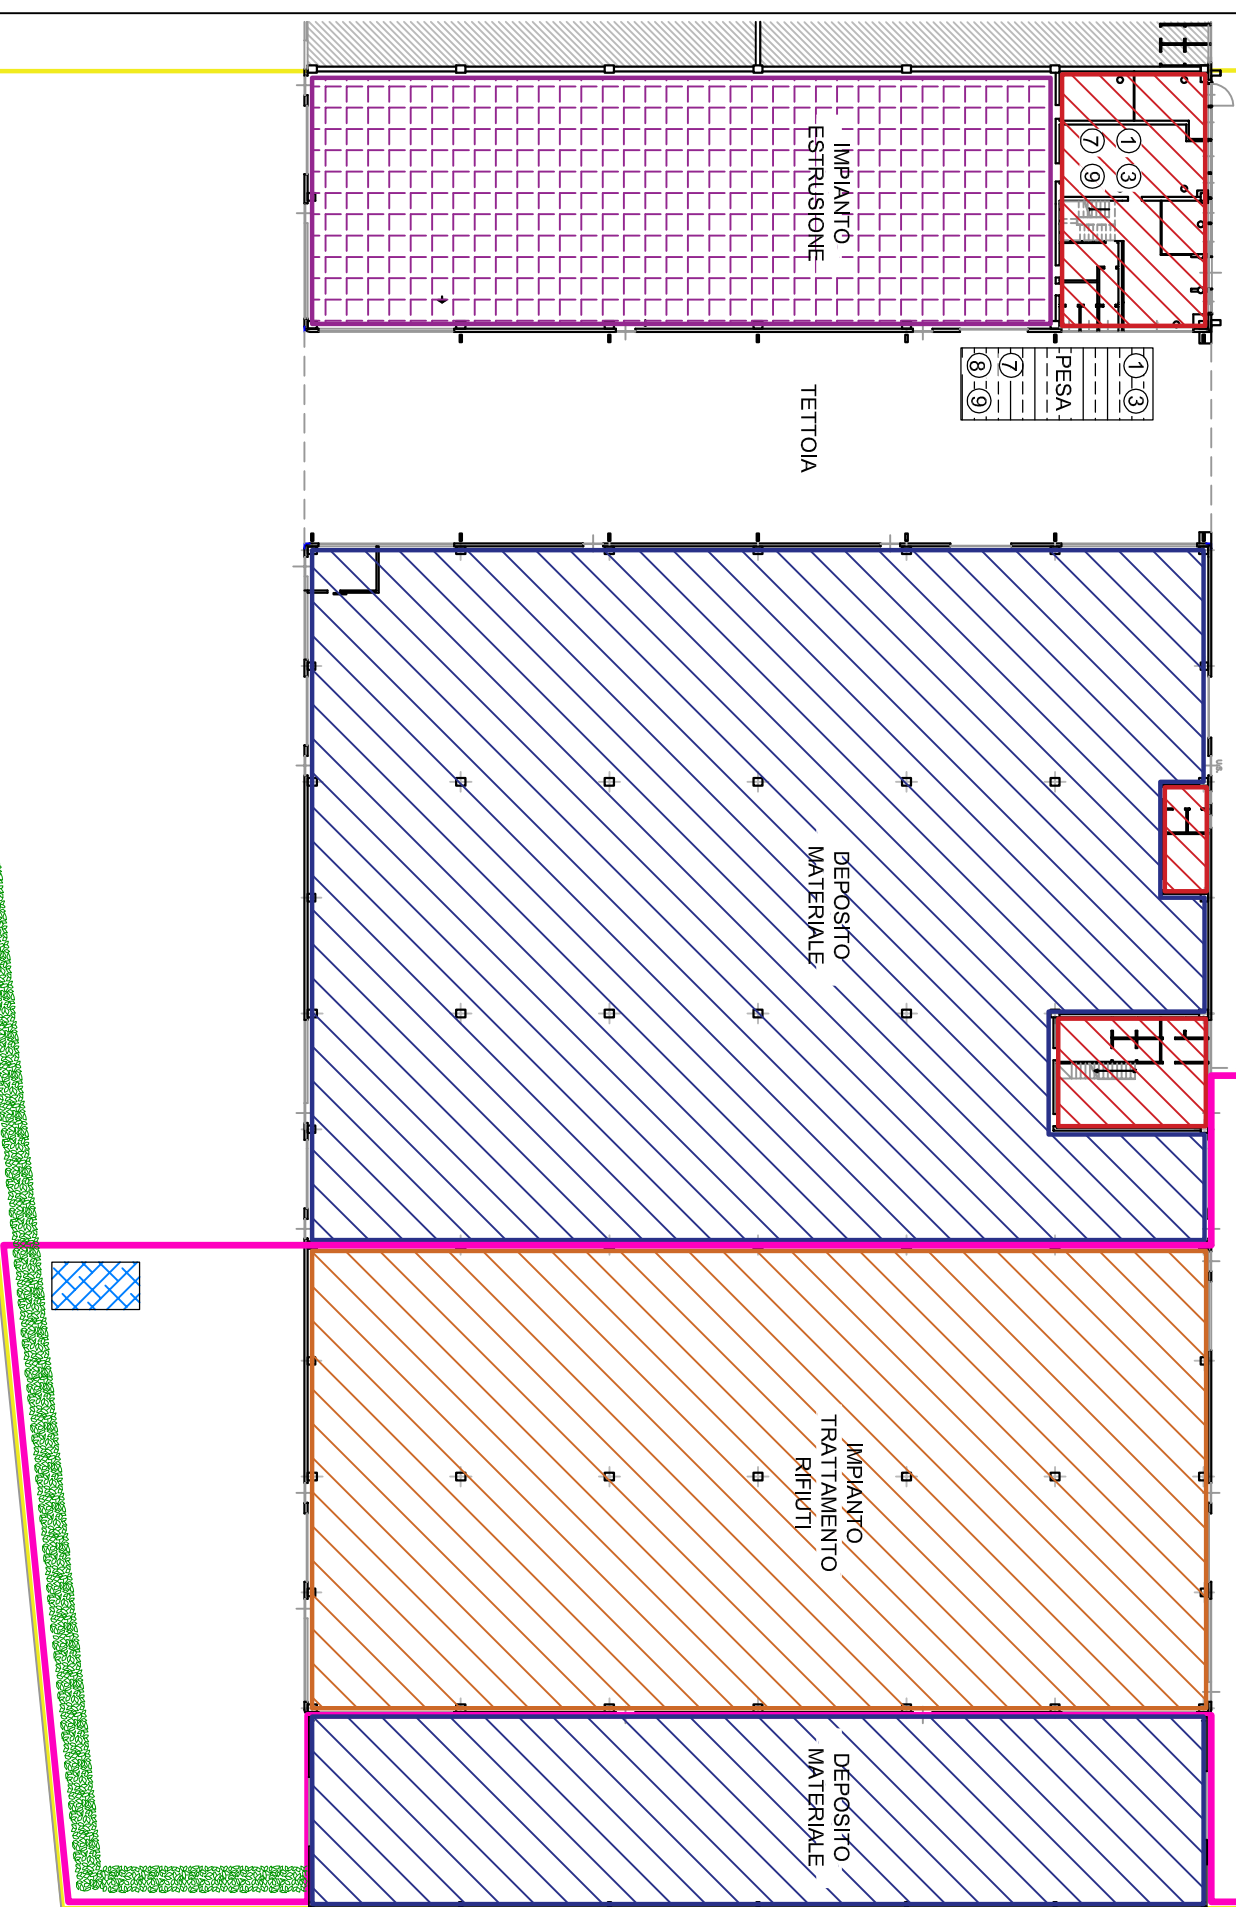 IMPIANTO
ESTRUSIONE
1 3
7 9
1 3
PESA
7
8 9
TETTOIA
DEPOSITO
MATERIALE
IMPIANTO
TRATTAMENTO
RIFIUTI
DEPOSITO
MATERIALE